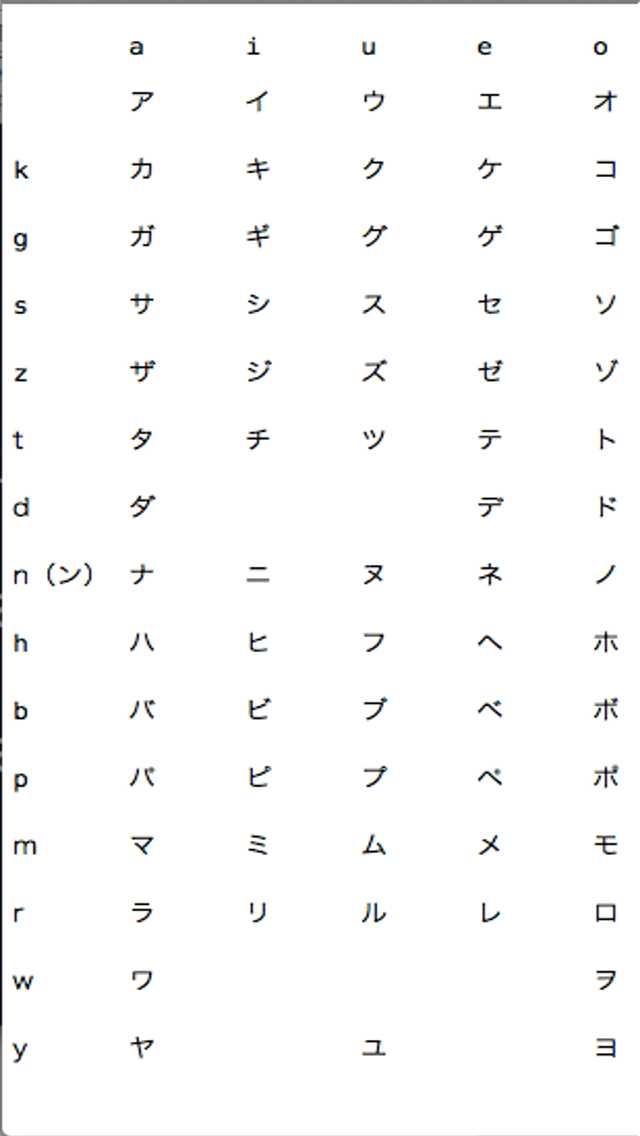 a i u e o
ア イ ウ エ オ
k カ キ ク ケ コ
g ガ ギ グ ゲ ゴ
s サ シ ス セ ソ
z ザ ジ ズ ゼ ゾ
t タ チ ツ テ ト
d ダ デ ド
n（ン） ナ ニ ヌ ネ ノ
h ハ ヒ フ ヘ ホ
b バ ビ ブ ベ ボ
p パ ピ プ ペ ポ
m マ ミ ム メ モ
r ラ リ ル レ ロ
w ワ ヲ
y ヤ ユ ヨ